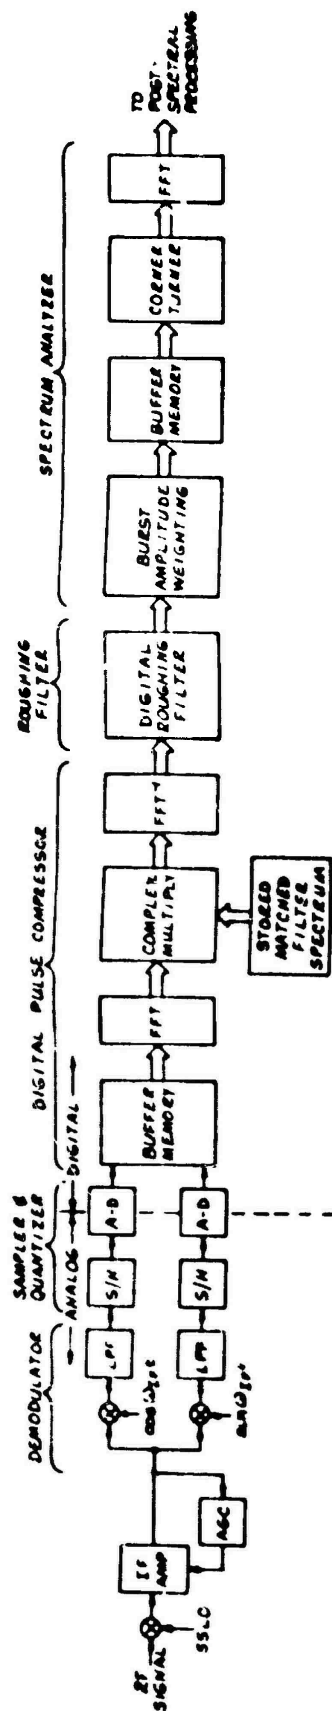 RF
SIGNAL
SSLO
IF
AMP
AGC
DEMODULATOR
LPF
LPF
SAMPLER &
QUANTIZER
ANALOG
DIGITAL
S/H
S/H
A-D
A-D
DIGITAL PULSE COMPRESSOR
BUFFER
MEMORY
FFT
COMPLEX
MULTIPLY
STORED
MATCHED
FILTER
SPECTRUM
FFT⁻¹
ROUGHING
FILTER
DIGITAL
ROUGHING
FILTER
SPECTRUM ANALYZER
BURST
AMPLITUDE
WEIGHTING
BUFFER
MEMORY
CORNER
TURNER
FFT
TO
POST-
SPECTRAL
PROCESSING